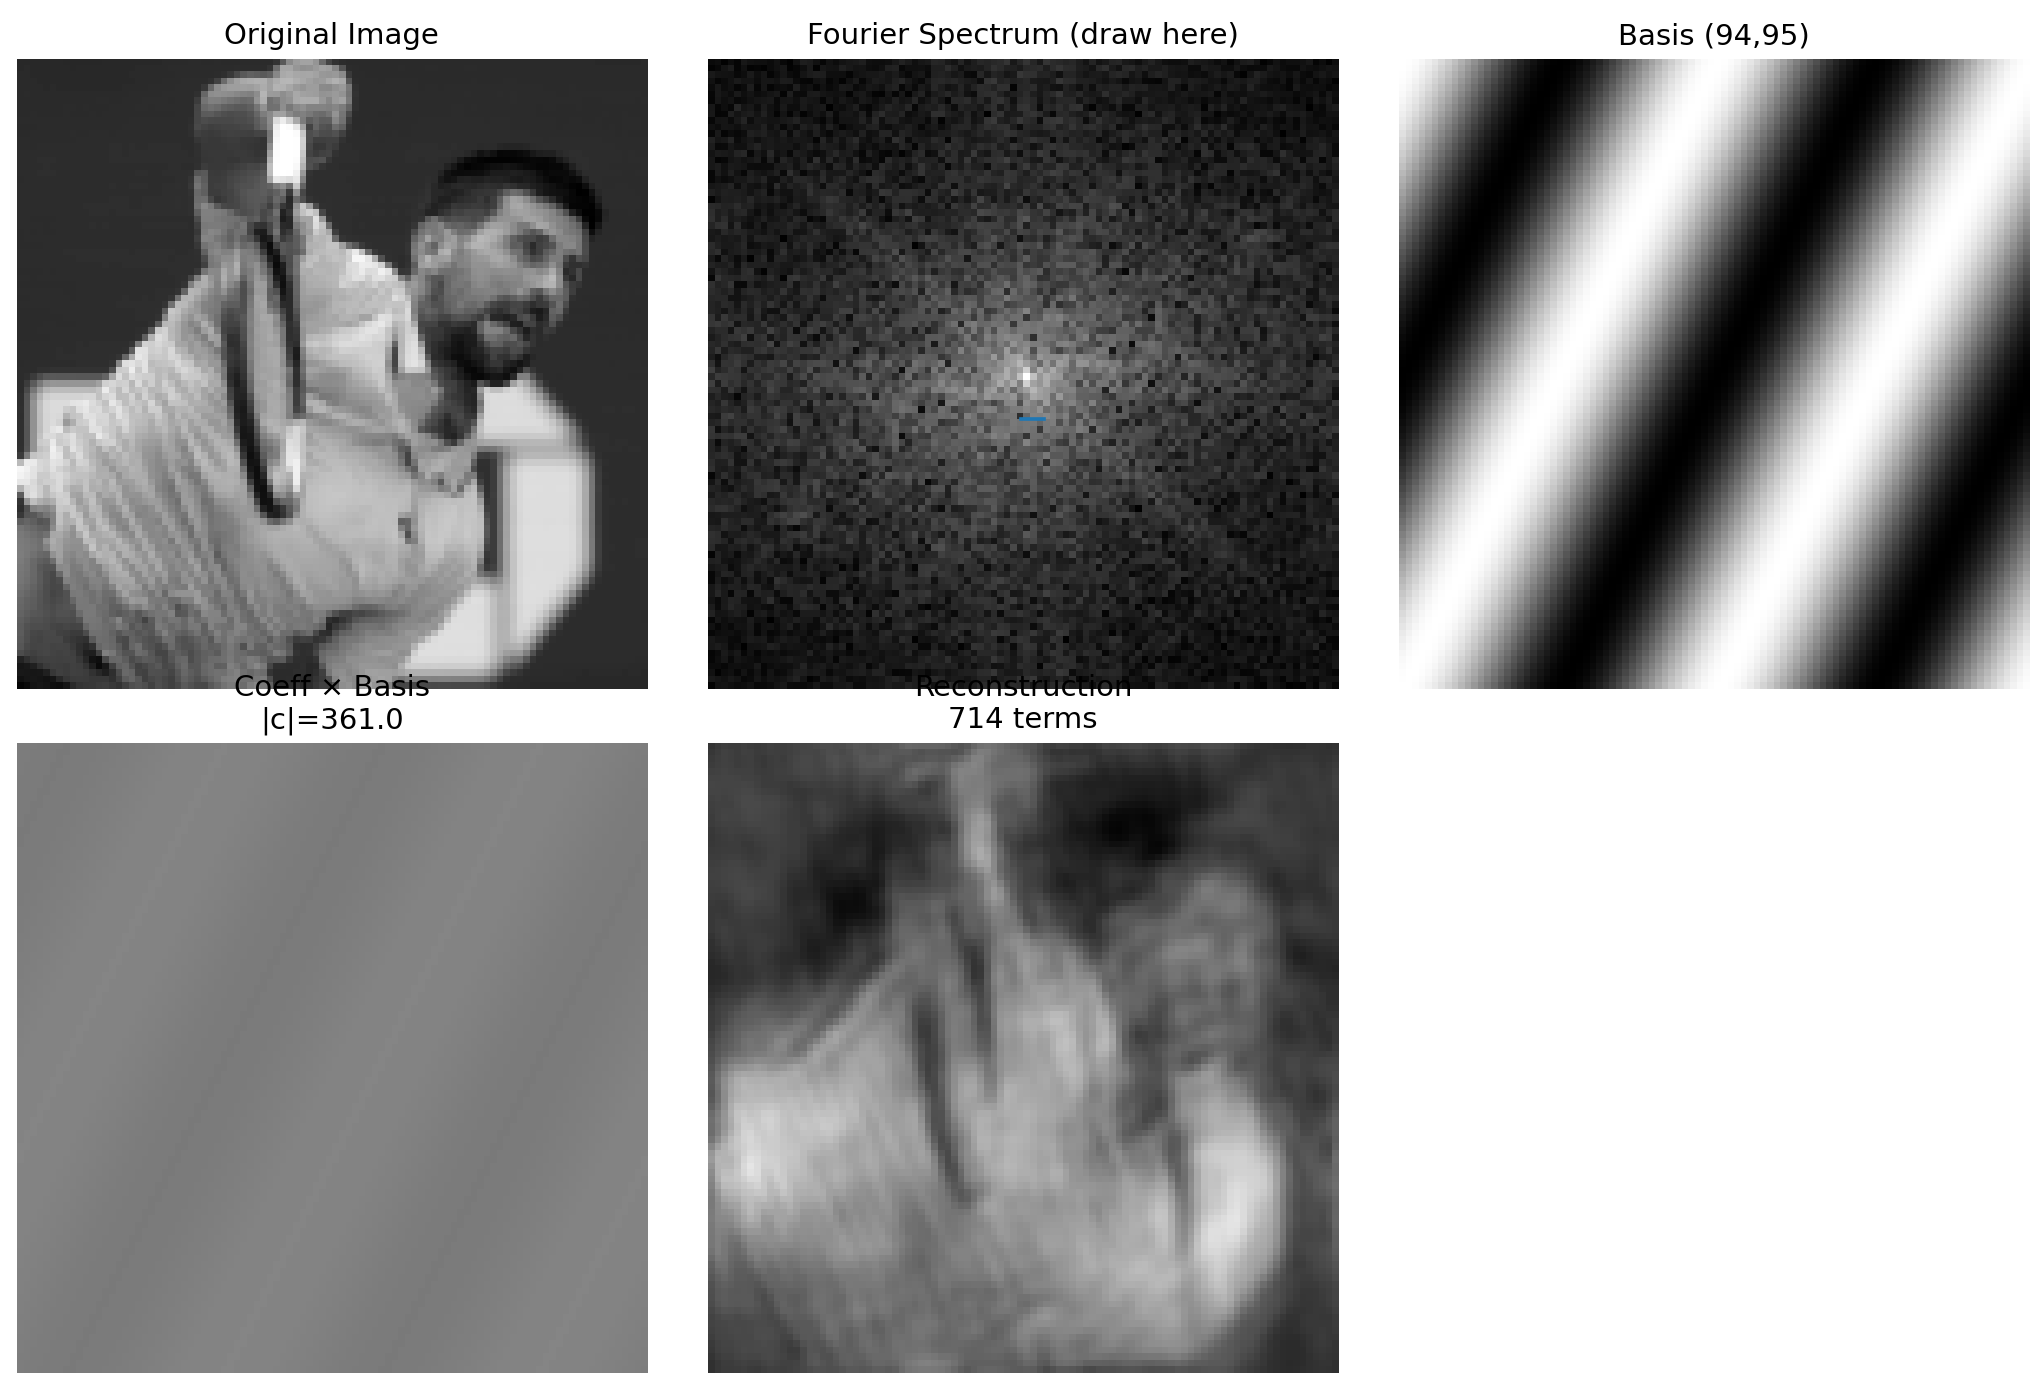 Original Image
Fourier Spectrum (draw here)
Basis (94,95)
Coeff × Basis
|c|=361.0
Reconstruction
714 terms